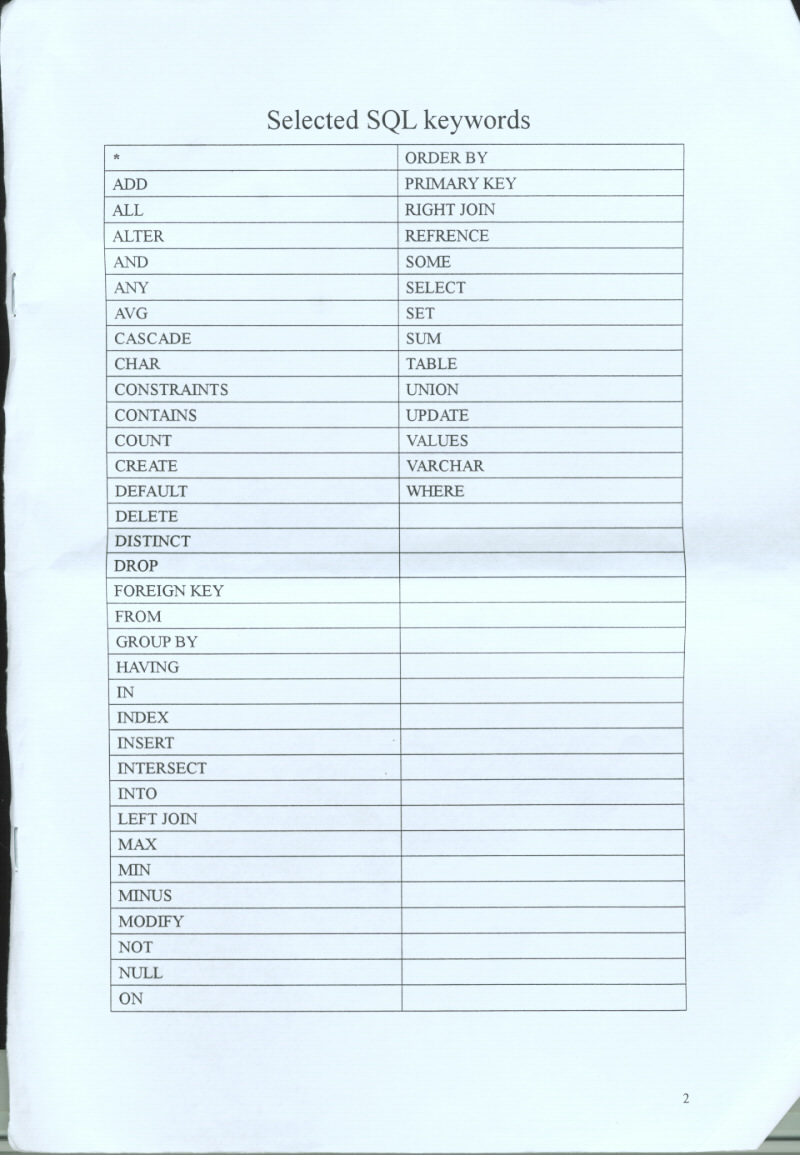 Selected SQL keywords
* ORDER BY
ADD PRIMARY KEY
ALL RIGHT JOIN
ALTER REFRENCE
AND SOME
ANY SELECT
AVG SET
CASCADE SUM
CHAR TABLE
CONSTRAINTS UNION
CONTAINS UPDATE
COUNT VALUES
CREATE VARCHAR
DEFAULT WHERE
DELETE
DISTINCT
DROP
FOREIGN KEY
FROM
GROUP BY
HAVING
IN
INDEX
INSERT
INTERSECT
INTO
LEFT JOIN
MAX
MIN
MINUS
MODIFY
NOT
NULL
ON
2